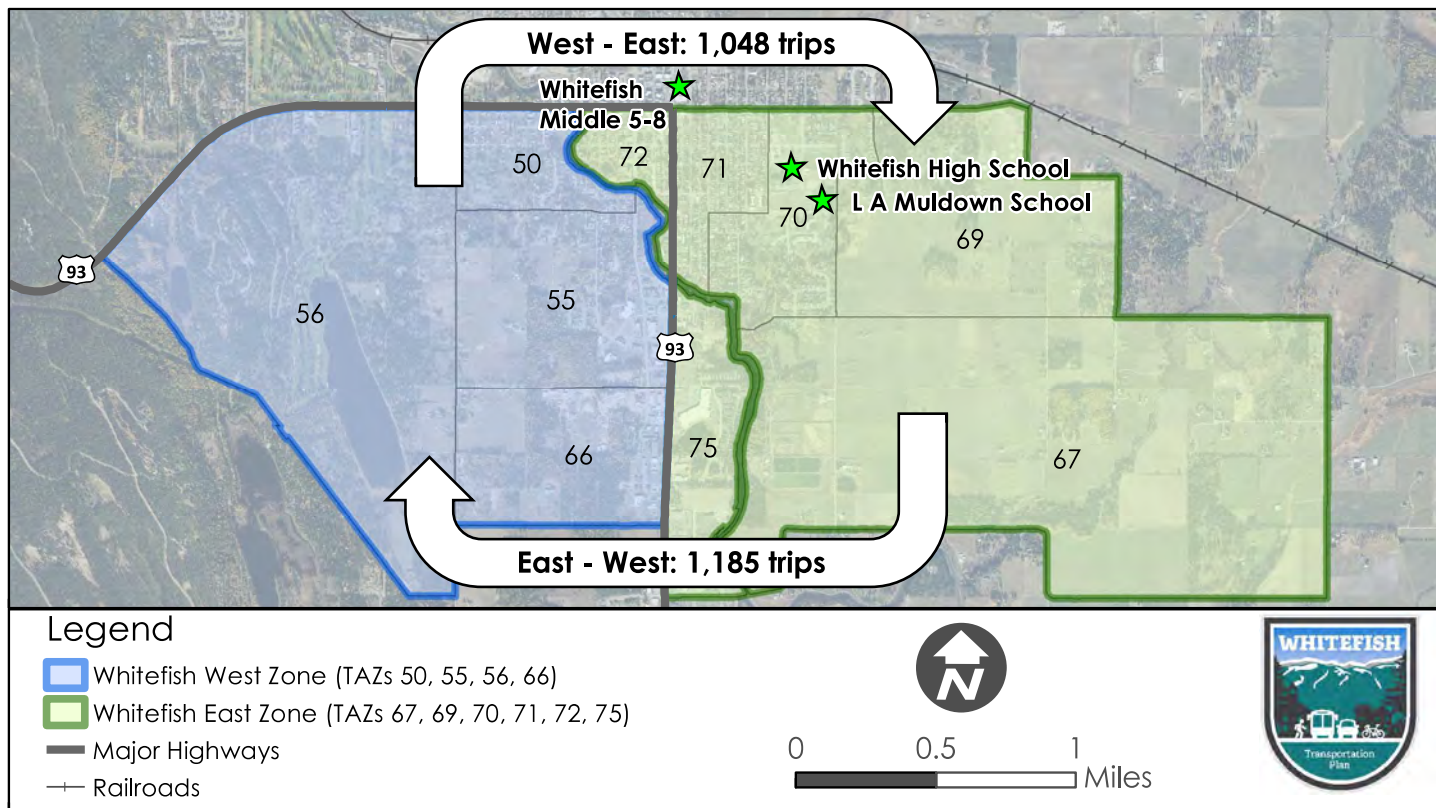 West - East: 1,048 trips
Whitefish
Middle 5-8
50
72
71
Whitefish High School
L A Muldown School
70
69
93
56
55
93
66
75
67
East - West: 1,185 trips
Legend
Whitefish West Zone (TAZs 50, 55, 56, 66)
Whitefish East Zone (TAZs 67, 69, 70, 71, 72, 75)
Major Highways
Railroads
N
0 0.5 1
Miles
WHITEFISH
Transportation
Plan